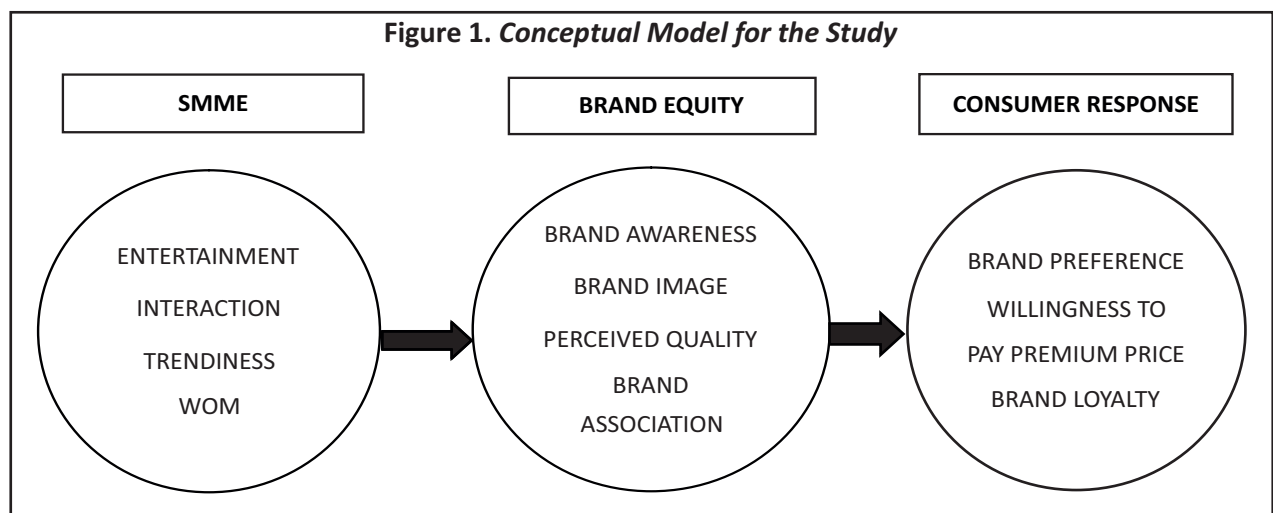 Figure 1. Conceptual Model for the Study
SMME
BRAND EQUITY
CONSUMER RESPONSE
ENTERTAINMENT
INTERACTION
TRENDINESS
WOM
BRAND AWARENESS
BRAND IMAGE
PERCEIVED QUALITY
BRAND
ASSOCIATION
BRAND PREFERENCE
WILLINGNESS TO
PAY PREMIUM PRICE
BRAND LOYALTY